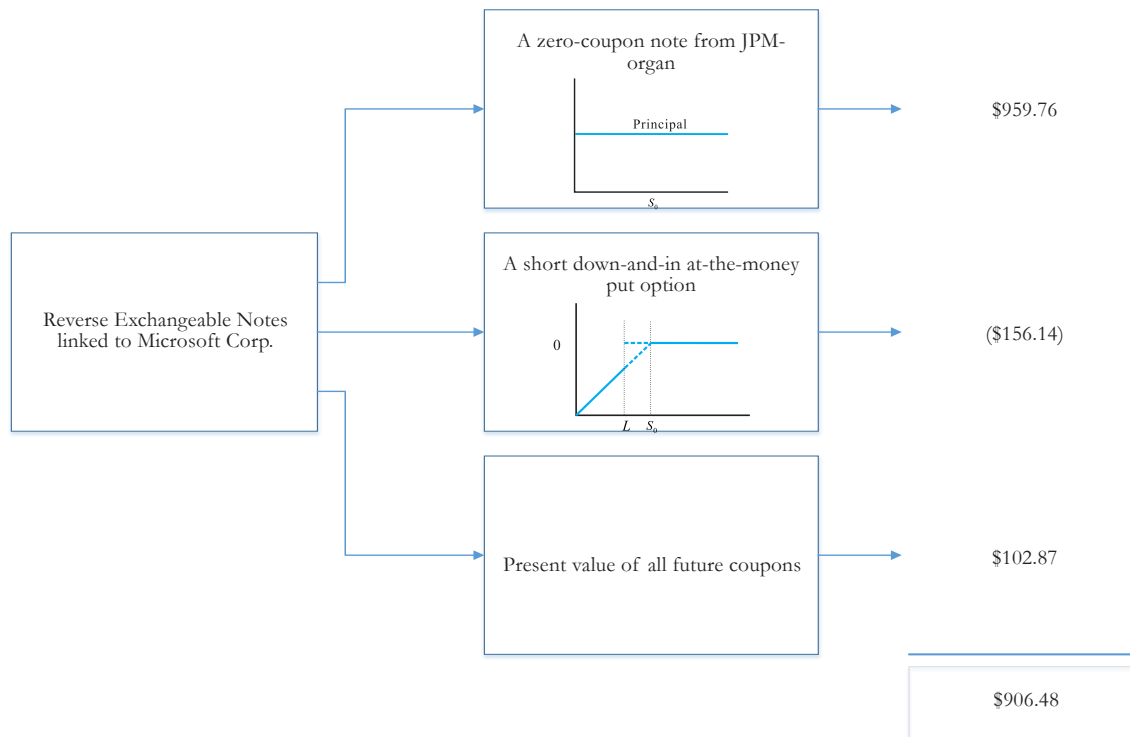 A zero-coupon note from JPM-
organ
Principal
S₀
$959.76
Reverse Exchangeable Notes
linked to Microsoft Corp.
A short down-and-in at-the-money
put option
0
L S₀
($156.14)
Present value of all future coupons
$102.87
$906.48